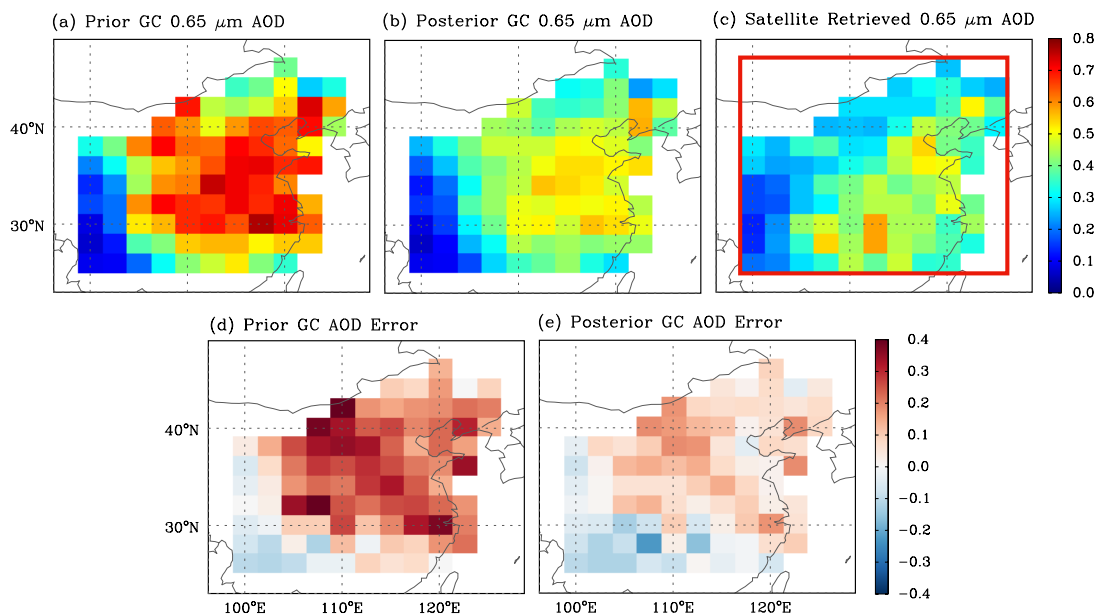 (a) Prior GC 0.65 μm AOD
(b) Posterior GC 0.65 μm AOD
(c) Satellite Retrieved 0.65 μm AOD
0.8
0.7
0.6
0.5
0.4
0.3
0.2
0.1
0.0
40°N
30°N
(d) Prior GC AOD Error
(e) Posterior GC AOD Error
0.4
0.3
0.2
0.1
0.0
−0.1
−0.2
−0.3
−0.4
40°N
30°N
100°E 110°E 120°E
100°E 110°E 120°E